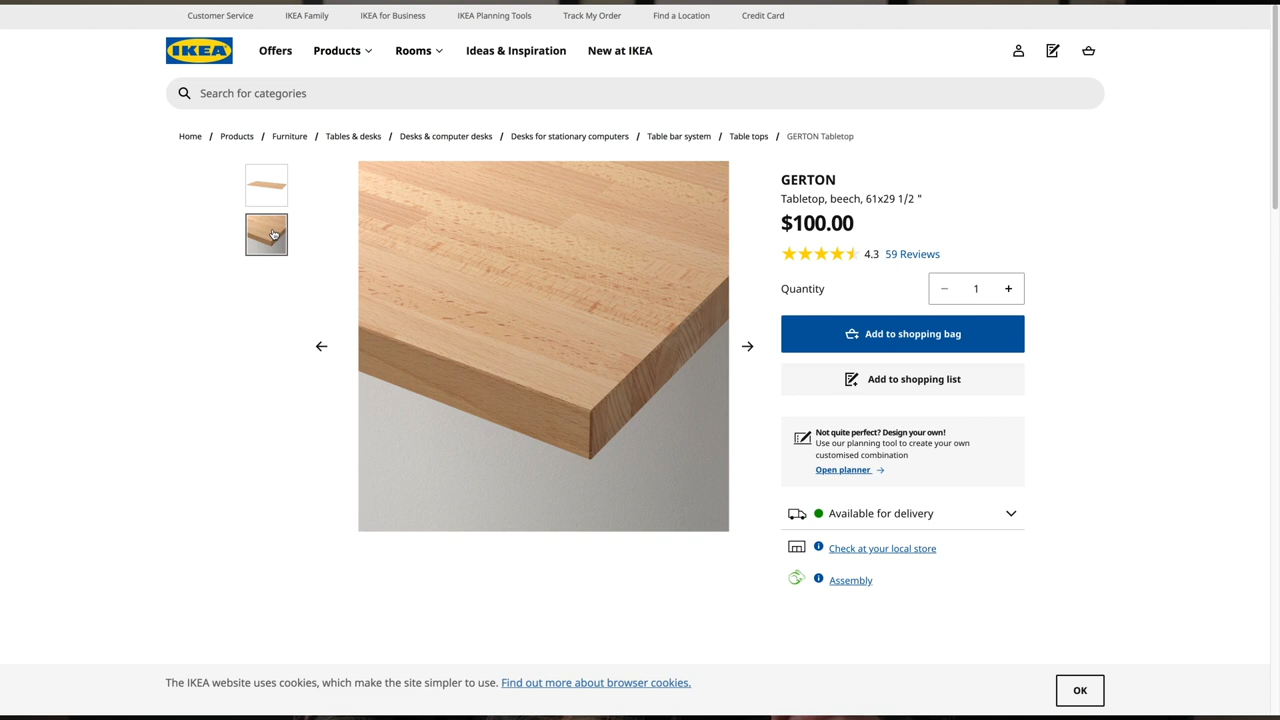 Customer Service IKEA Family IKEA for Business IKEA Planning Tools Track My Order Find a Location Credit Card
IKEA Offers Products Rooms Ideas & Inspiration New at IKEA
Search for categories
Home / Products / Furniture / Tables & desks / Desks & computer desks / Desks for stationary computers / Table bar system / Table tops / GERTON Tabletop
GERTON
Tabletop, beech, 61x29 1/2 "
$100.00
4.3 59 Reviews
Quantity − 1 +
Add to shopping bag
Add to shopping list
Not quite perfect? Design your own!
Use our planning tool to create your own
customised combination
Open planner →
Available for delivery
Check at your local store
Assembly
The IKEA website uses cookies, which make the site simpler to use. Find out more about browser cookies.
OK